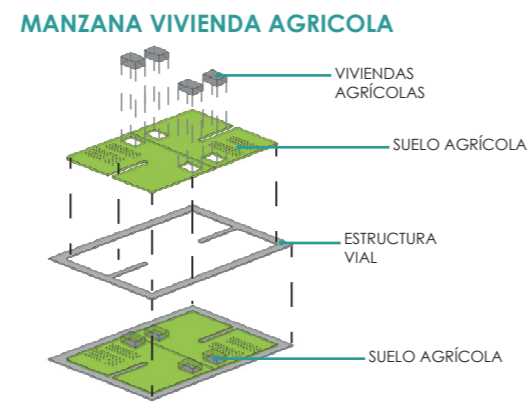 MANZANA VIVIENDA AGRICOLA
VIVIENDAS
AGRÍCOLAS
SUELO AGRÍCOLA
ESTRUCTURA
VIAL
SUELO AGRÍCOLA